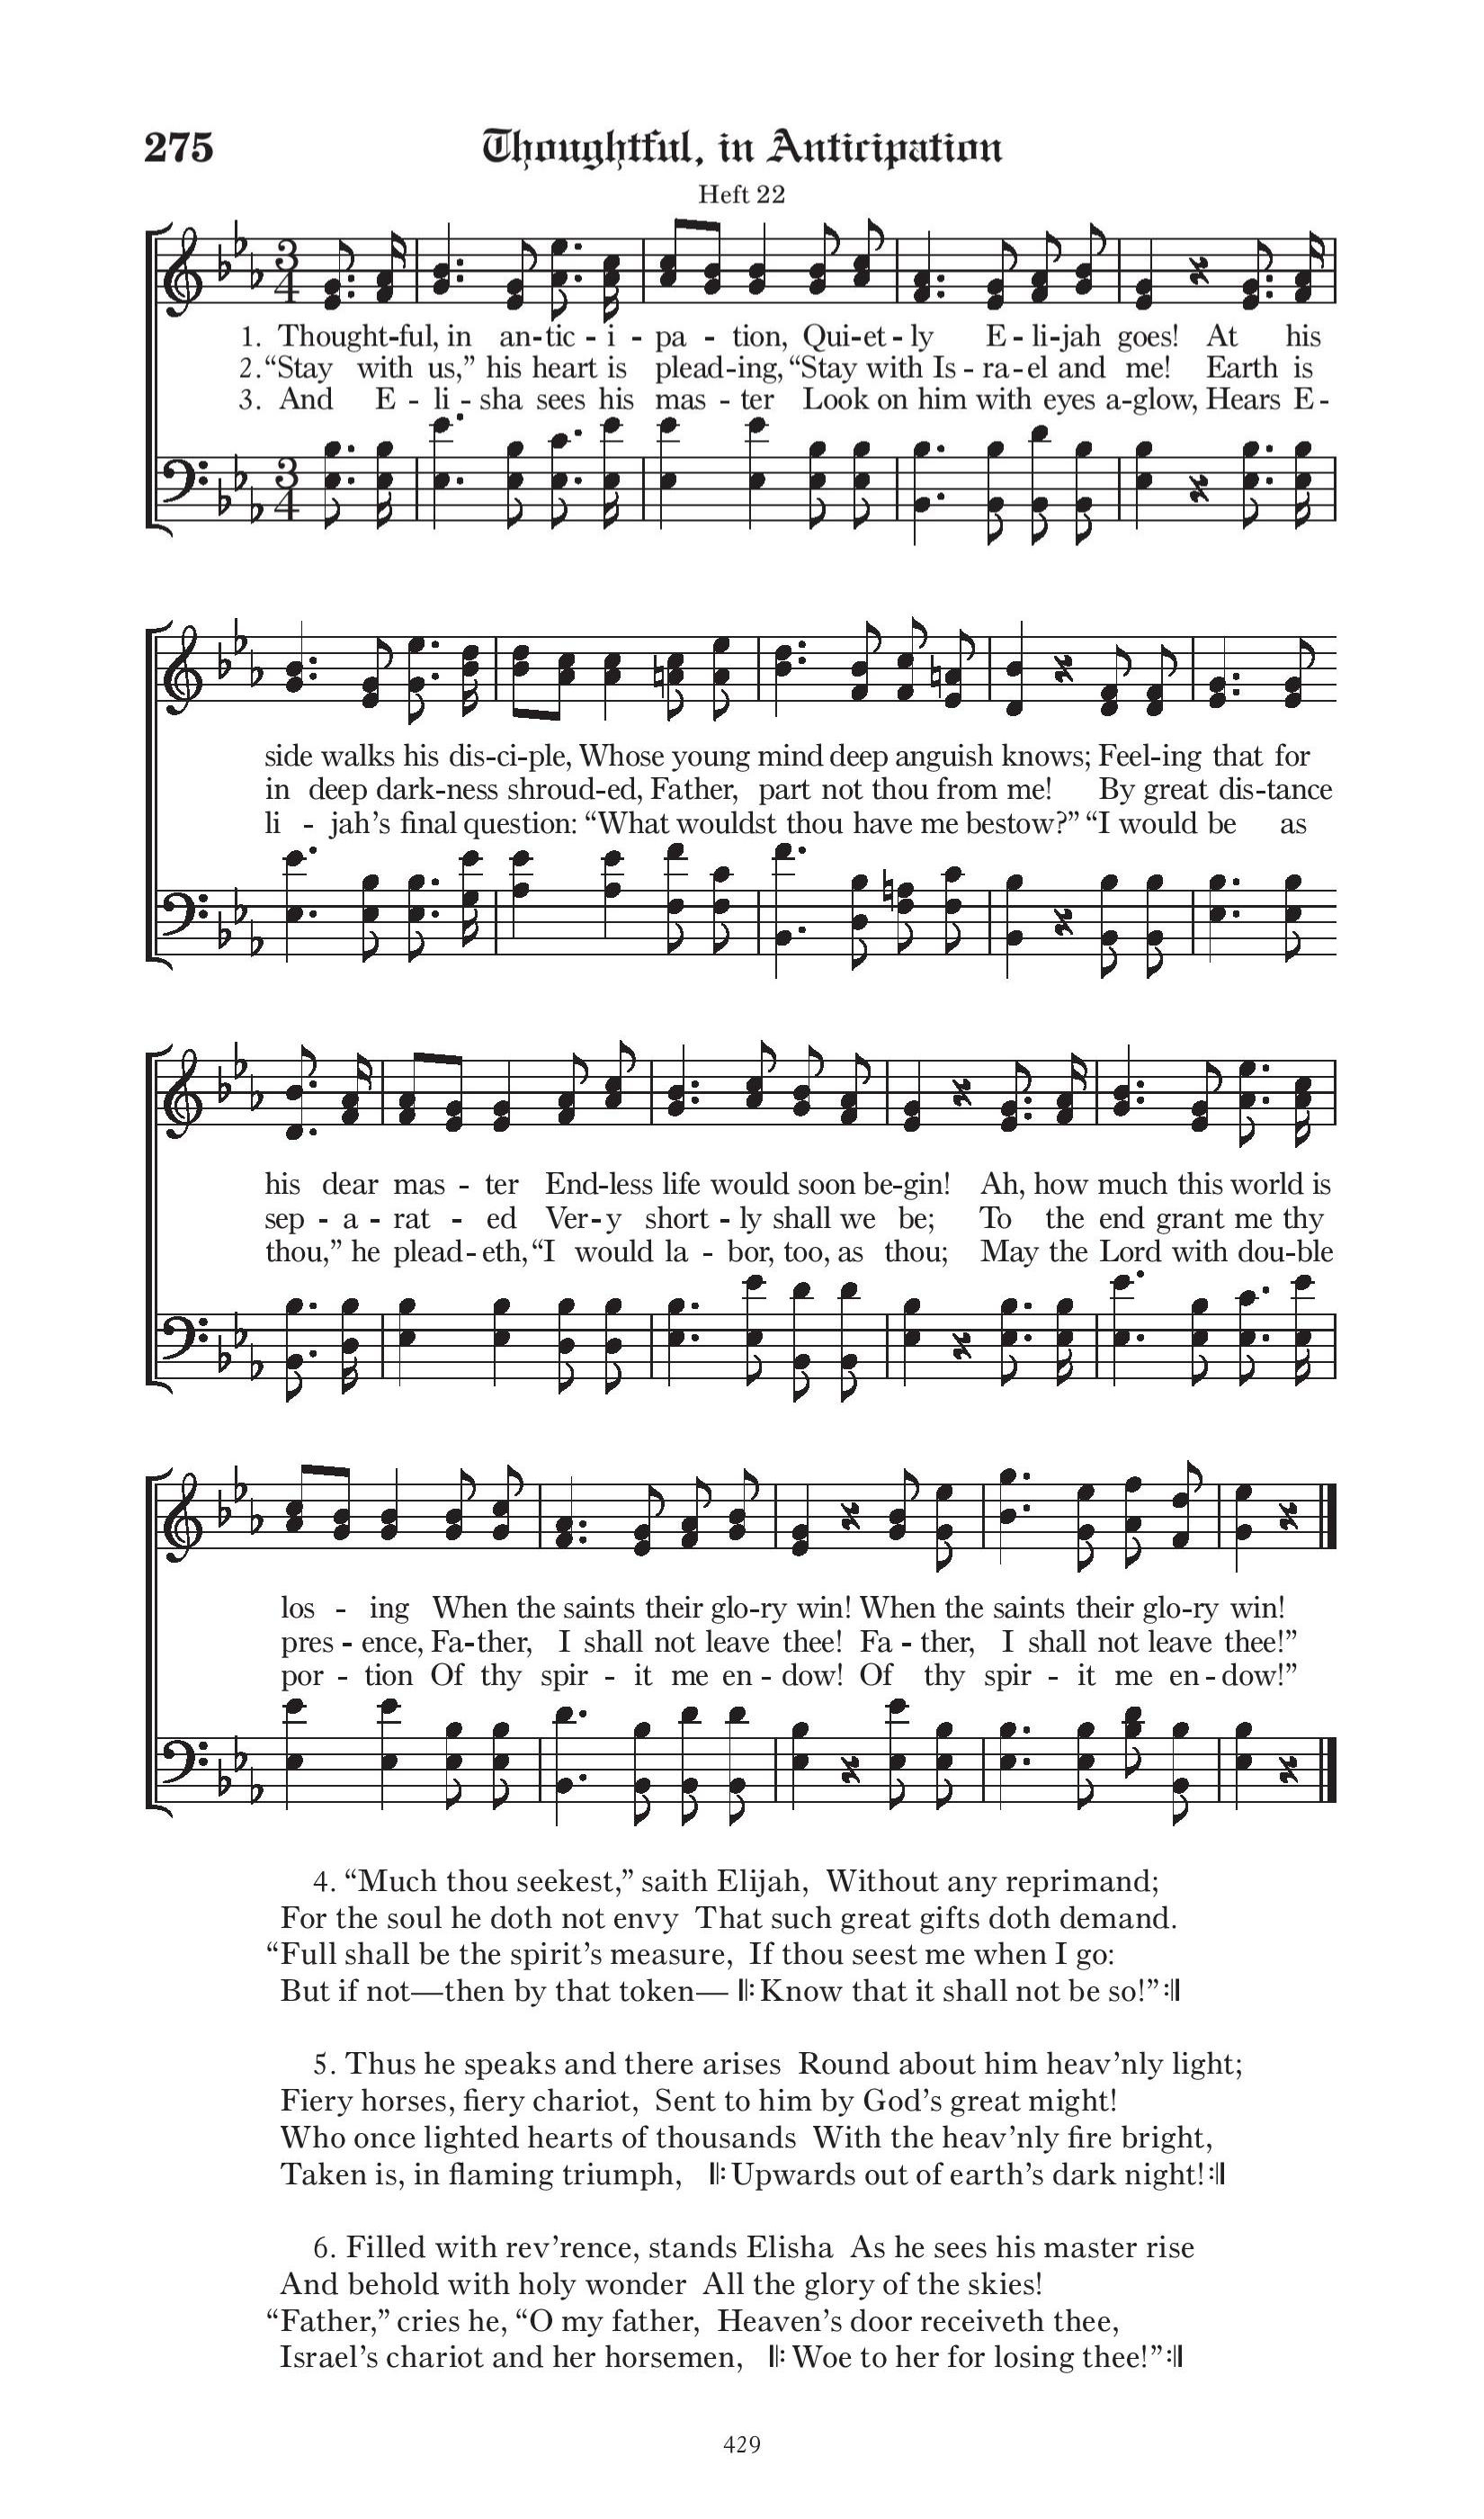 275 Thoughtful, in Anticipation
Heft 22
3 4
1. Thought-ful, in an-tic - i - pa - tion, Qui-et - ly E - li-jah goes! At his
2. “Stay with us,” his heart is plead-ing, “Stay with Is - ra-el and me! Earth is
3. And E - li - sha sees his mas - ter Look on him with eyes a-glow, Hears E -
3 4
side walks his dis-ci-ple, Whose young mind deep anguish knows; Feel-ing that for
in deep dark-ness shroud-ed, Father, part not thou from me! By great dis-tance
li - jah’s final question: “What wouldst thou have me bestow?” “I would be as
his dear mas - ter End-less life would soon be-gin! Ah, how much this world is
sep - a - rat - ed Ver-y short - ly shall we be; To the end grant me thy
thou,” he plead-eth, “I would la - bor, too, as thou; May the Lord with dou-ble
los - ing When the saints their glo-ry win! When the saints their glo-ry win!
pres - ence, Fa-ther, I shall not leave thee! Fa - ther, I shall not leave thee!”
por - tion Of thy spir - it me en - dow! Of thy spir - it me en - dow!”
4. “Much thou seekest,” saith Elijah, Without any reprimand;
For the soul he doth not envy That such great gifts doth demand.
“Full shall be the spirit’s measure, If thou seest me when I go:
But if not—then by that token— 𝄆 Know that it shall not be so!” 𝄇
5. Thus he speaks and there arises Round about him heav’nly light;
Fiery horses, fiery chariot, Sent to him by God’s great might!
Who once lighted hearts of thousands With the heav’nly fire bright,
Taken is, in flaming triumph, 𝄆 Upwards out of earth’s dark night! 𝄇
6. Filled with rev’rence, stands Elisha As he sees his master rise
And behold with holy wonder All the glory of the skies!
“Father,” cries he, “O my father, Heaven’s door receiveth thee,
Israel’s chariot and her horsemen, 𝄆 Woe to her for losing thee!” 𝄇
429